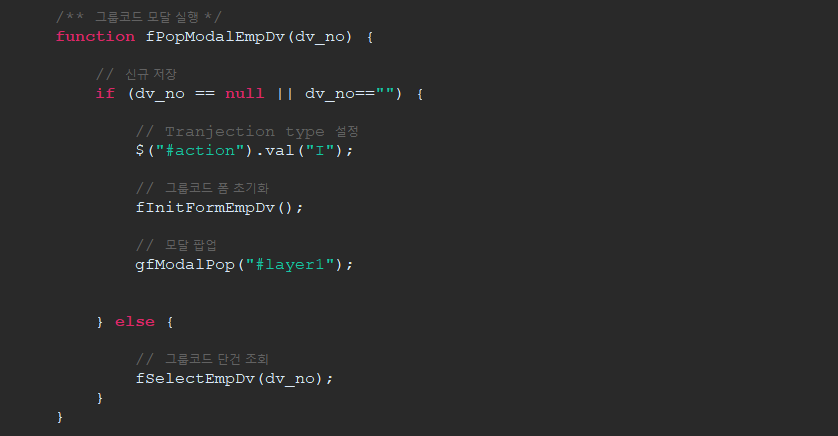 /** 그룹코드 모달 실행 */
function fPopModalEmpDv(dv_no) {
// 신규 저장
if (dv_no == null || dv_no=="") {
// Tranjection type 설정
$("#action").val("I");
// 그룹코드 폼 초기화
fInitFormEmpDv();
// 모달 팝업
gfModalPop("#layer1");
} else {
// 그룹코드 단건 조회
fSelectEmpDv(dv_no);
}
}